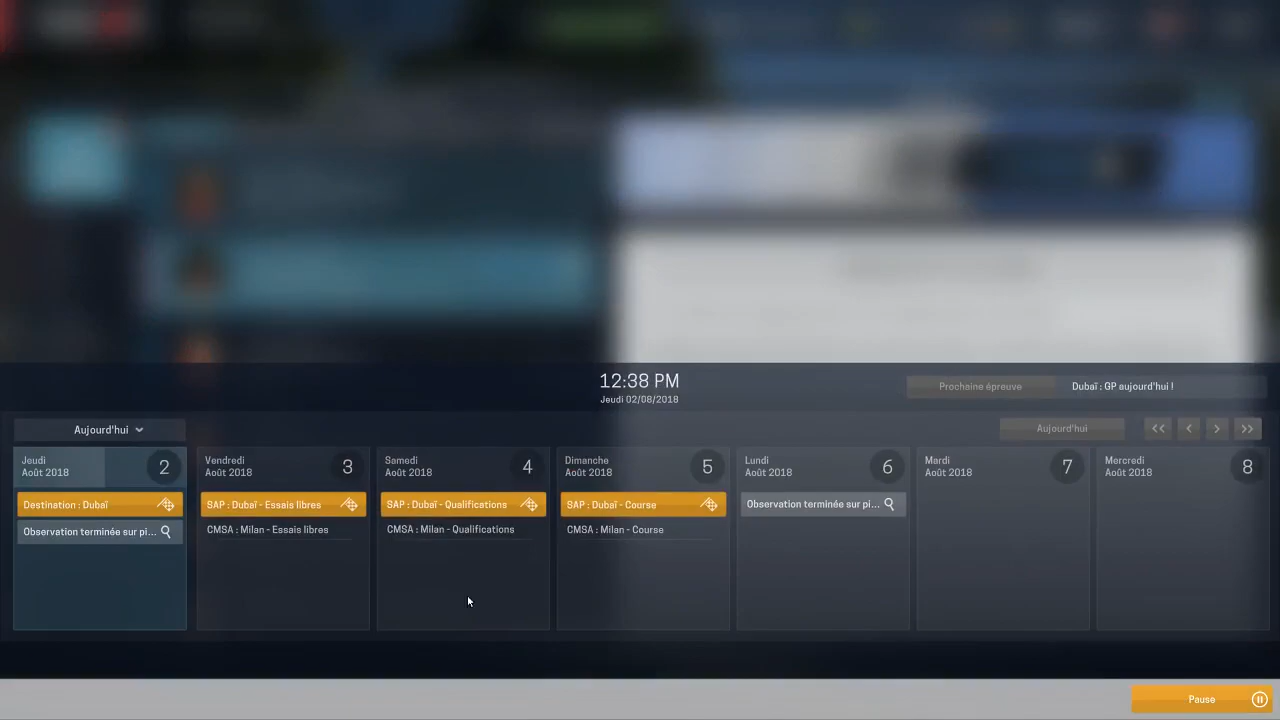 12:38 PM
Jeudi 02/08/2018
Prochaine épreuve
Dubaï : GP aujourd'hui !
Aujourd'hui
Aujourd'hui
Jeudi
Août 2018
2
Vendredi
Août 2018
3
Samedi
Août 2018
4
Dimanche
Août 2018
5
Lundi
Août 2018
6
Mardi
Août 2018
7
Mercredi
Août 2018
8
Destination : Dubaï
Observation terminée sur pi...
SAP : Dubaï - Essais libres
CMSA : Milan - Essais libres
SAP : Dubaï - Qualifications
CMSA : Milan - Qualifications
SAP : Dubaï - Course
CMSA : Milan - Course
Observation terminée sur pi...
Pause